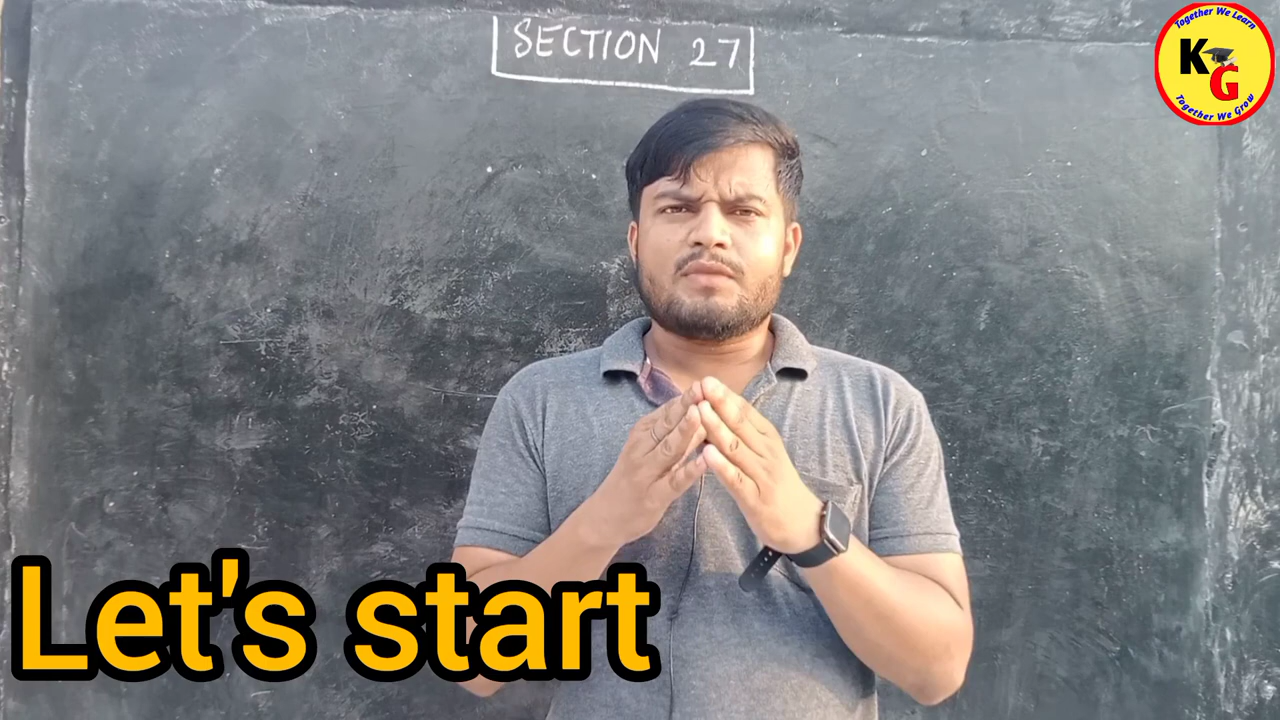 SECTION 27
Together We Learn
KG
Together We Grow
Let's start